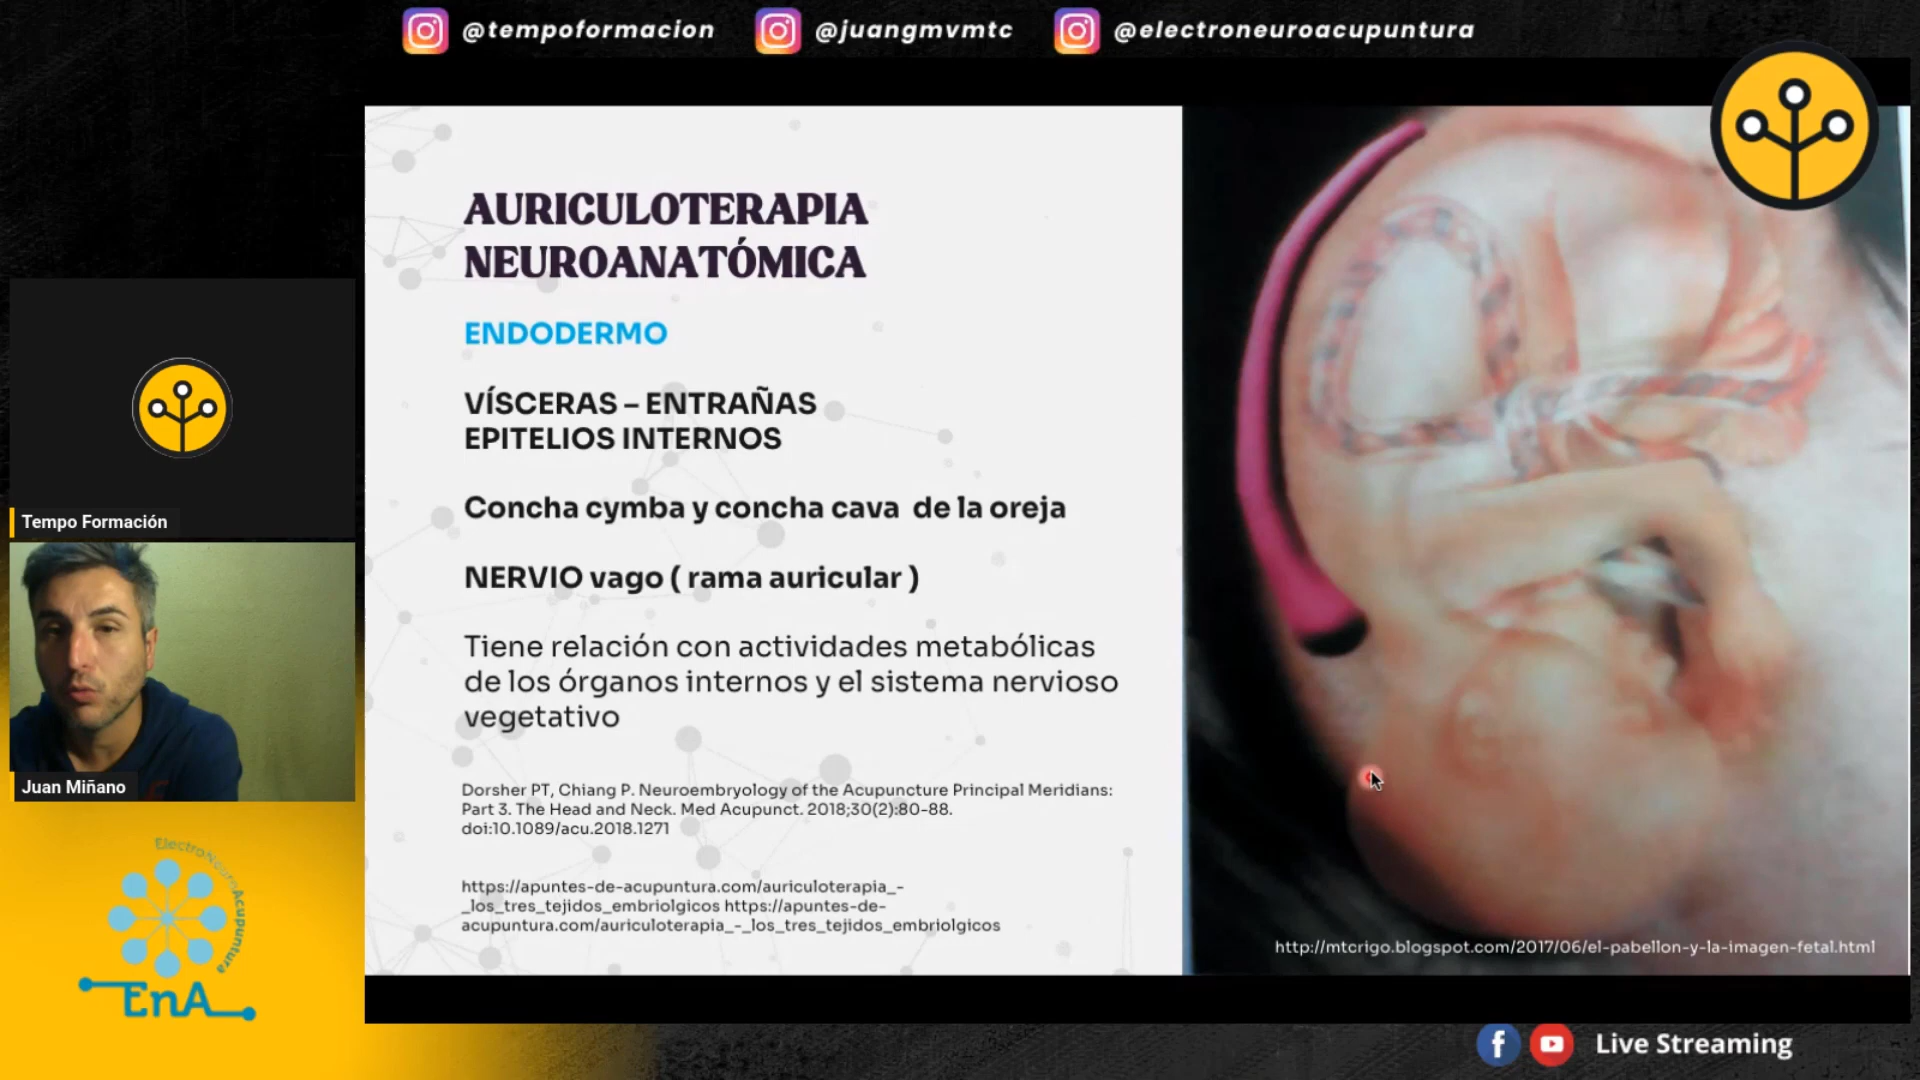 @tempoformacion
@juangmvmtc
@electroneuroacupuntura
AURICULOTERAPIA
NEUROANATÓMICA
ENDODERMO
VÍSCERAS – ENTRAÑAS
EPITELIOS INTERNOS
Concha cymba y concha cava de la oreja
NERVIO vago ( rama auricular )
Tiene relación con actividades metabólicas
de los órganos internos y el sistema nervioso
vegetativo
Dorsher PT, Chiang P. Neuroembryology of the Acupuncture Principal Meridians:
Part 3. The Head and Neck. Med Acupunct. 2018;30(2):80-88.
doi:10.1089/acu.2018.1271
https://apuntes-de-acupuntura.com/auriculoterapia_-
_los_tres_tejidos_embriolgicos https://apuntes-de-
acupuntura.com/auriculoterapia_-_los_tres_tejidos_embriolgicos
http://mtcrigo.blogspot.com/2017/06/el-pabellon-y-la-imagen-fetal.html
Tempo Formación
Juan Miñano
ElectroNeuroAcupuntura
EnA
Live Streaming